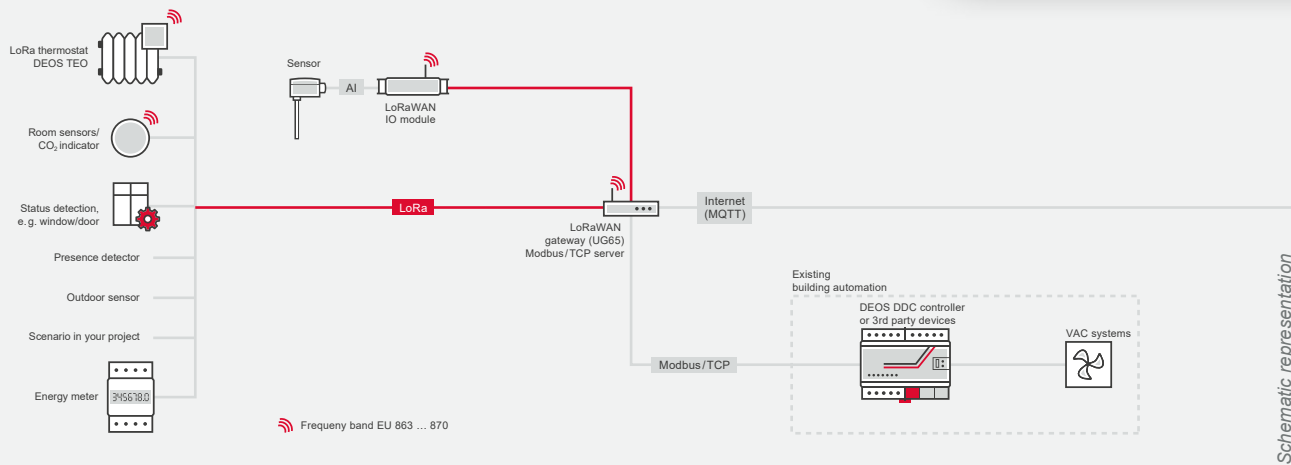 LoRa thermostat
DEOS TEO
Room sensors/
CO₂ indicator
Status detection,
e. g. window/door
Presence detector
Outdoor sensor
Scenario in your project
Energy meter
345678.0
Sensor
AI
LoRaWAN
IO module
LoRa
LoRaWAN
gateway (UG65)
Modbus/TCP server
Internet
(MQTT)
Modbus/TCP
Existing
building automation
DEOS DDC controller
or 3rd party devices
VAC systems
Frequeny band EU 863 ... 870
Schematic representation